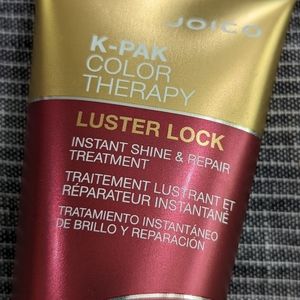 JOICO
K-PAK
COLOR
THERAPY
LUSTER LOCK
INSTANT SHINE & REPAIR
TREATMENT
TRAITEMENT LUSTRANT ET
RÉPARATEUR INSTANTANÉ
TRATAMIENTO INSTANTÁNEO
DE BRILLO Y REPARACIÓN